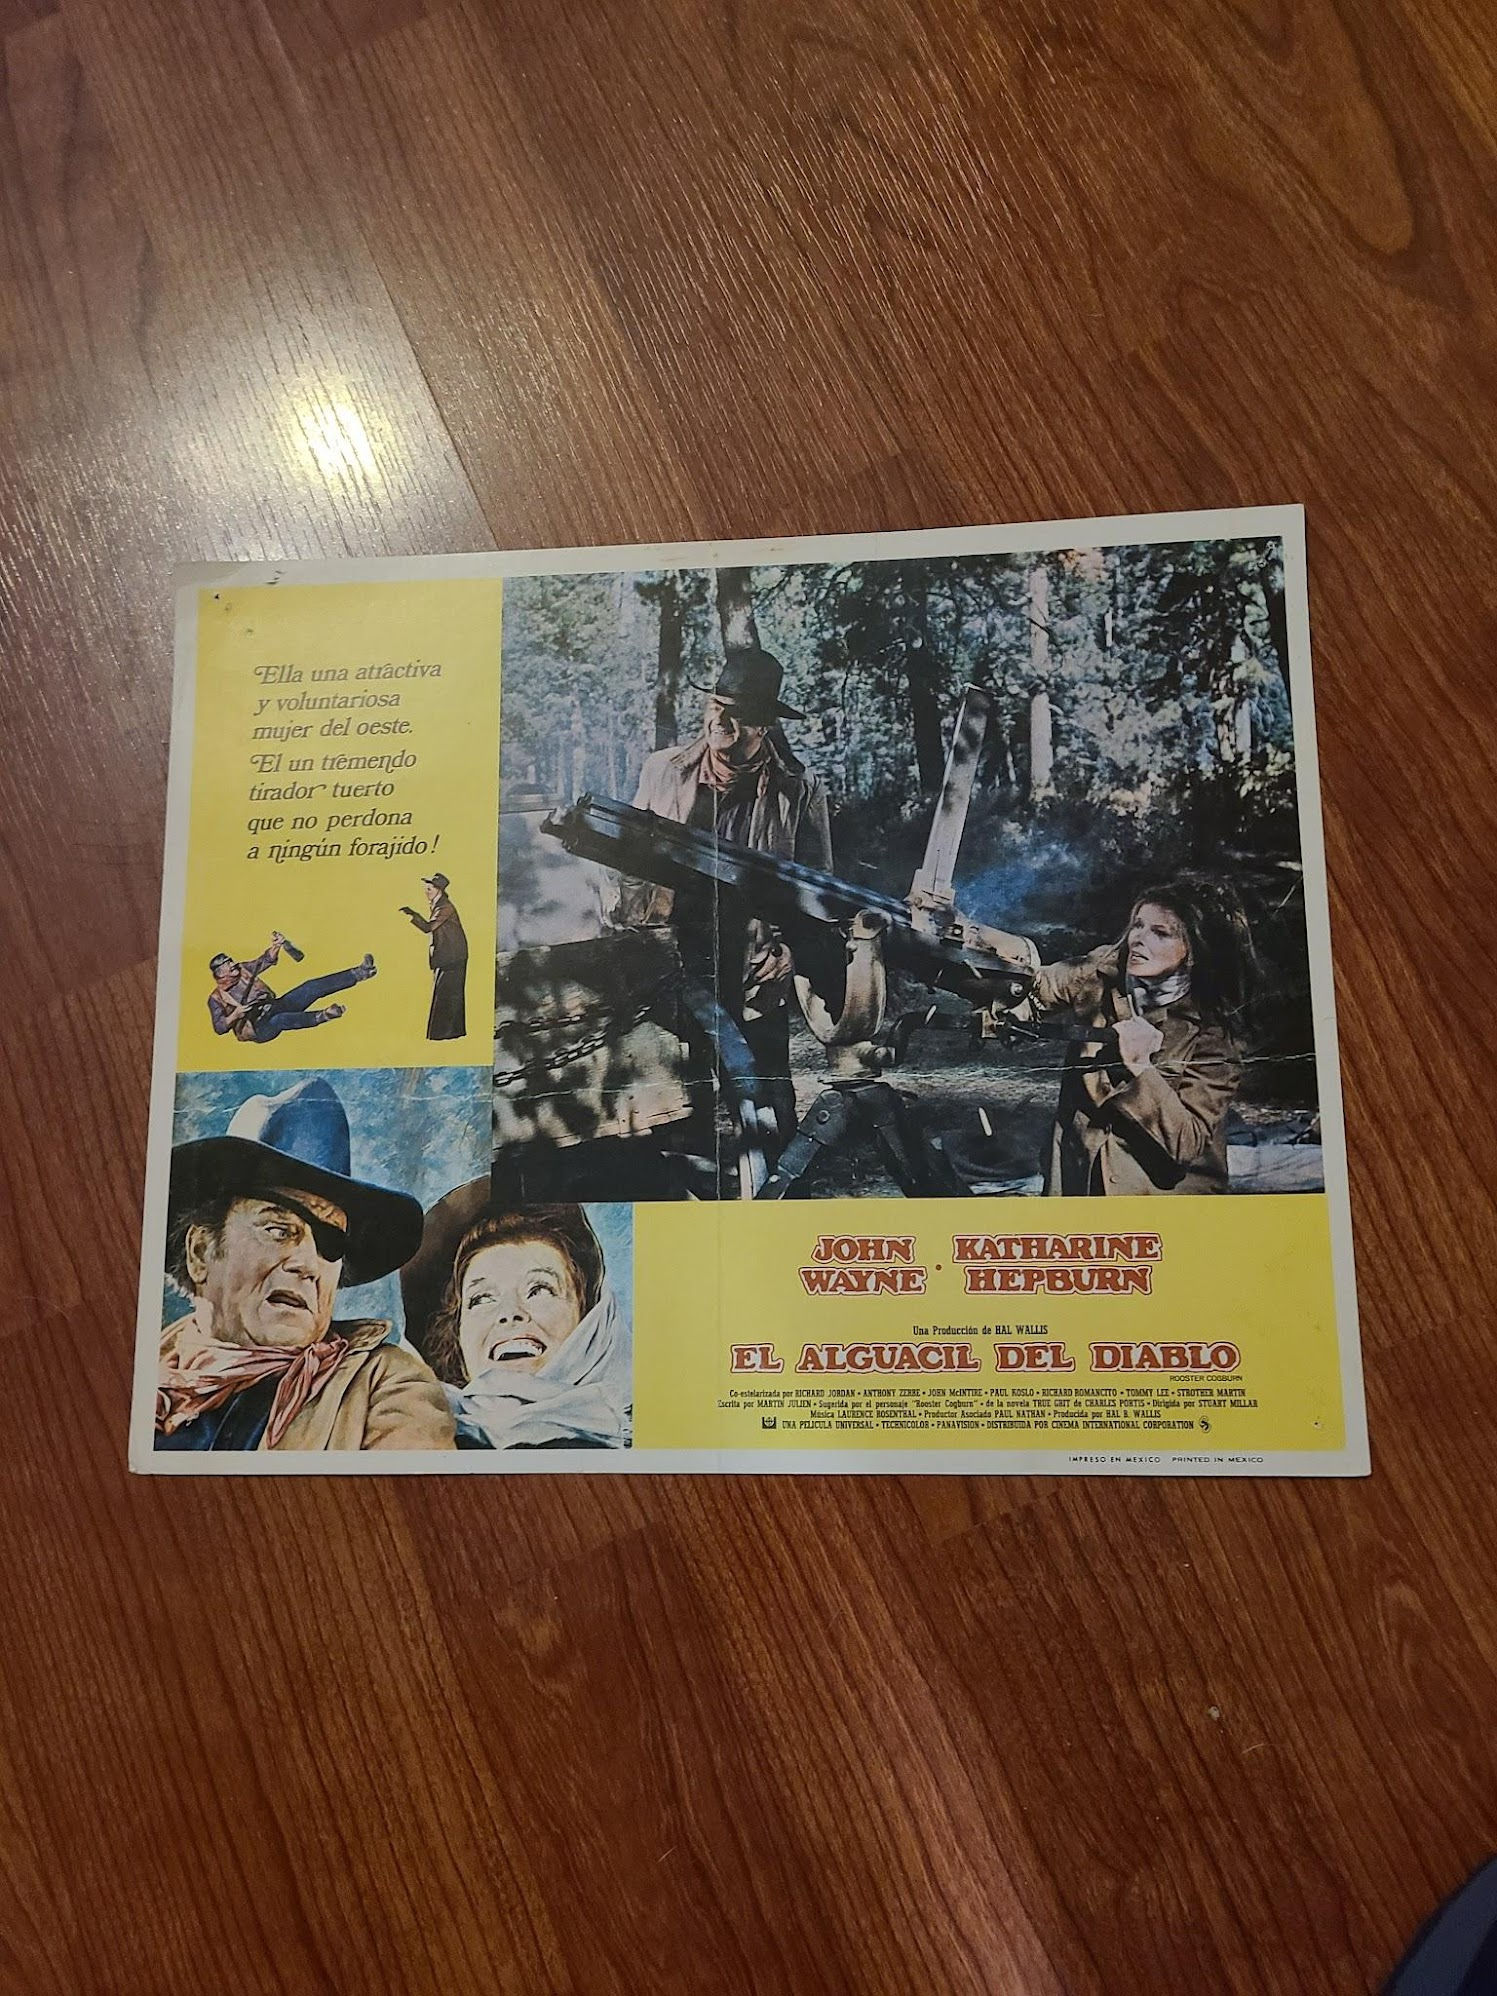 Ella una atractiva
y voluntariosa
mujer del oeste.
El un tremendo
tirador tuerto
que no perdona
a ningún forajido!
JOHN WAYNE • KATHARINE HEPBURN
Una Producción de HAL WALLIS
EL ALGUACIL DEL DIABLO
ROOSTER COGBURN
Co-estelarizada por RICHARD JORDAN • ANTHONY ZERBE • JOHN McINTIRE • PAUL KOSLO • RICHARD ROMANCITO • TOMMY LEE • STROTHER MARTIN
Escrita por MARTIN JULIEN • Sugerida por el personaje "Rooster Cogburn" • de la novela TRUE GRIT de CHARLES PORTIS • Dirigida por STUART MILLAR
Música LAURENCE ROSENTHAL • Productor Asociado PAUL NATHAN • Producida por HAL B. WALLIS
UNA PELICULA UNIVERSAL • TECHNICOLOR • PANAVISION • DISTRIBUIDA POR CINEMA INTERNATIONAL CORPORATION
IMPRESO EN MEXICO PRINTED IN MEXICO